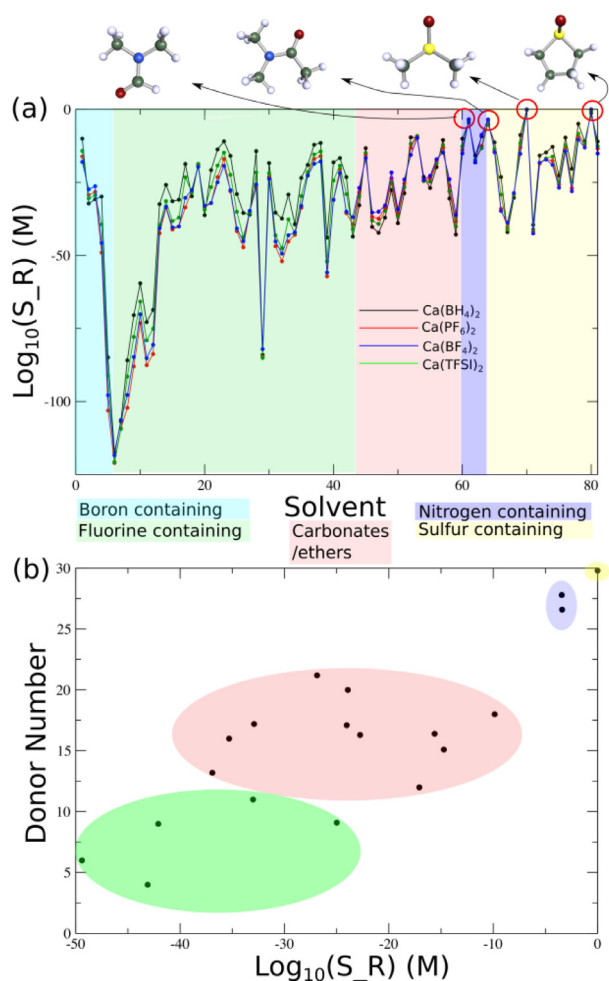 (a)
0
-50
-100
Log₁₀(S_R) (M)
Ca(BH₄)₂
Ca(PF₆)₂
Ca(BF₄)₂
Ca(TFSI)₂
0 20 40 60 80
Boron containing
Fluorine containing
Solvent
Carbonates
/ethers
Nitrogen containing
Sulfur containing
(b)
30
25
20
15
10
5
0
Donor Number
-50 -40 -30 -20 -10 0
Log₁₀(S_R) (M)